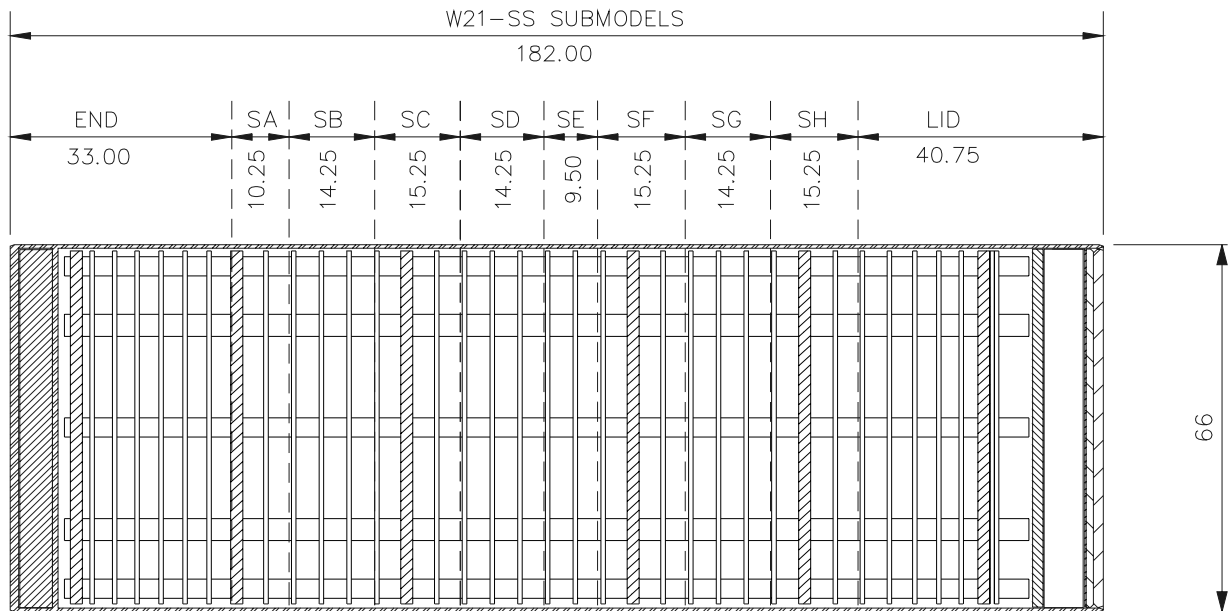 W21-SS SUBMODELS
182.00
END SA SB SC SD SE SF SG SH LID
33.00 10.25 14.25 15.25 14.25 9.50 15.25 14.25 15.25 40.75
66